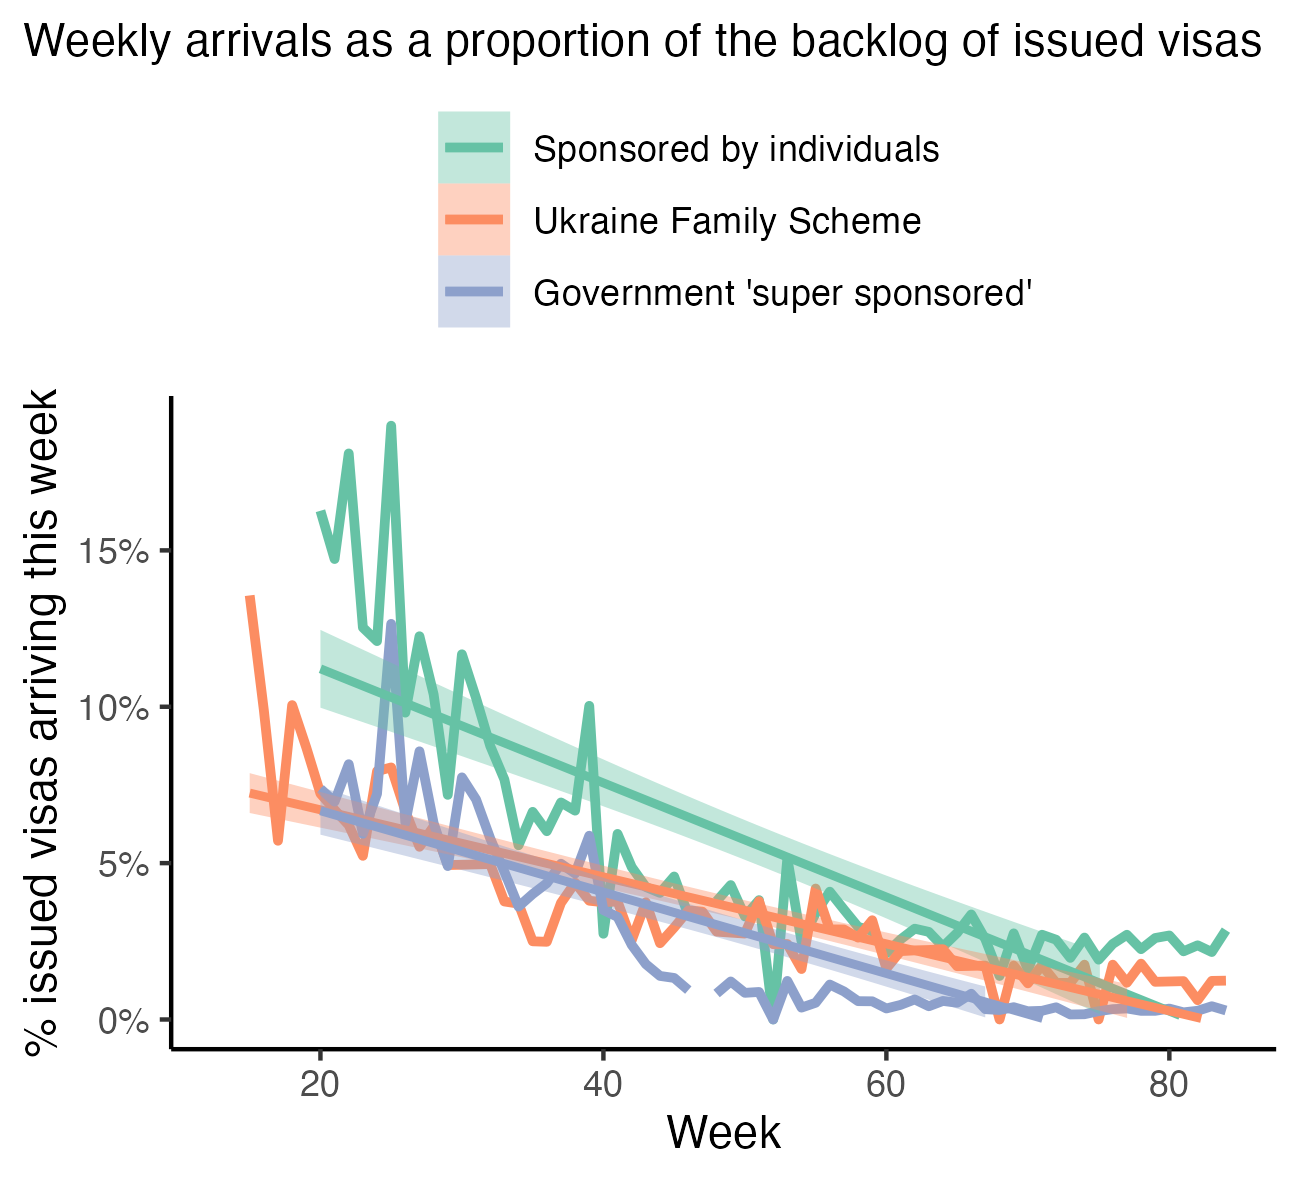 Weekly arrivals as a proportion of the backlog of issued visas
Sponsored by individuals
Ukraine Family Scheme
Government 'super sponsored'
% issued visas arriving this week
15%
10%
5%
0%
20 40 60 80
Week